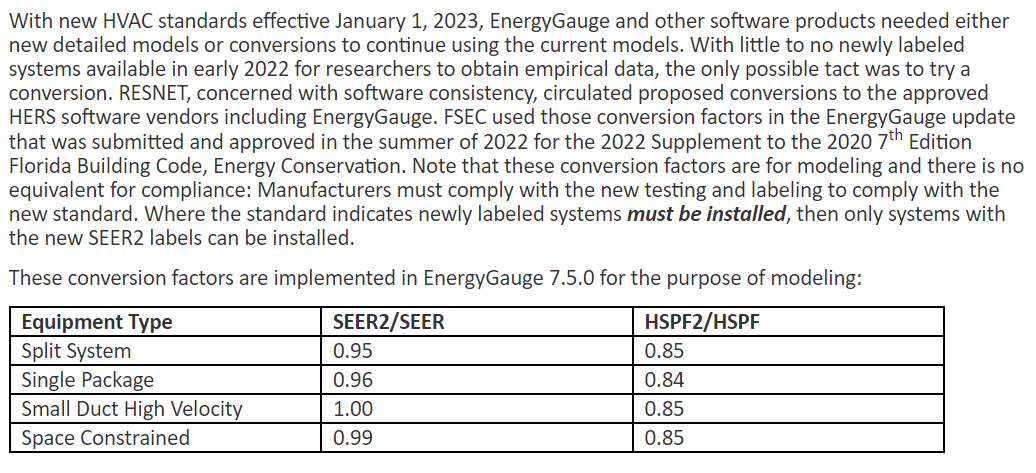 With new HVAC standards effective January 1, 2023, EnergyGauge and other software products needed either
new detailed models or conversions to continue using the current models. With little to no newly labeled
systems available in early 2022 for researchers to obtain empirical data, the only possible tact was to try a
conversion. RESNET, concerned with software consistency, circulated proposed conversions to the approved
HERS software vendors including EnergyGauge. FSEC used those conversion factors in the EnergyGauge update
that was submitted and approved in the summer of 2022 for the 2022 Supplement to the 2020 7th Edition
Florida Building Code, Energy Conservation. Note that these conversion factors are for modeling and there is no
equivalent for compliance: Manufacturers must comply with the new testing and labeling to comply with the
new standard. Where the standard indicates newly labeled systems must be installed, then only systems with
the new SEER2 labels can be installed.
These conversion factors are implemented in EnergyGauge 7.5.0 for the purpose of modeling:
Equipment Type SEER2/SEER HSPF2/HSPF
Split System 0.95 0.85
Single Package 0.96 0.84
Small Duct High Velocity 1.00 0.85
Space Constrained 0.99 0.85